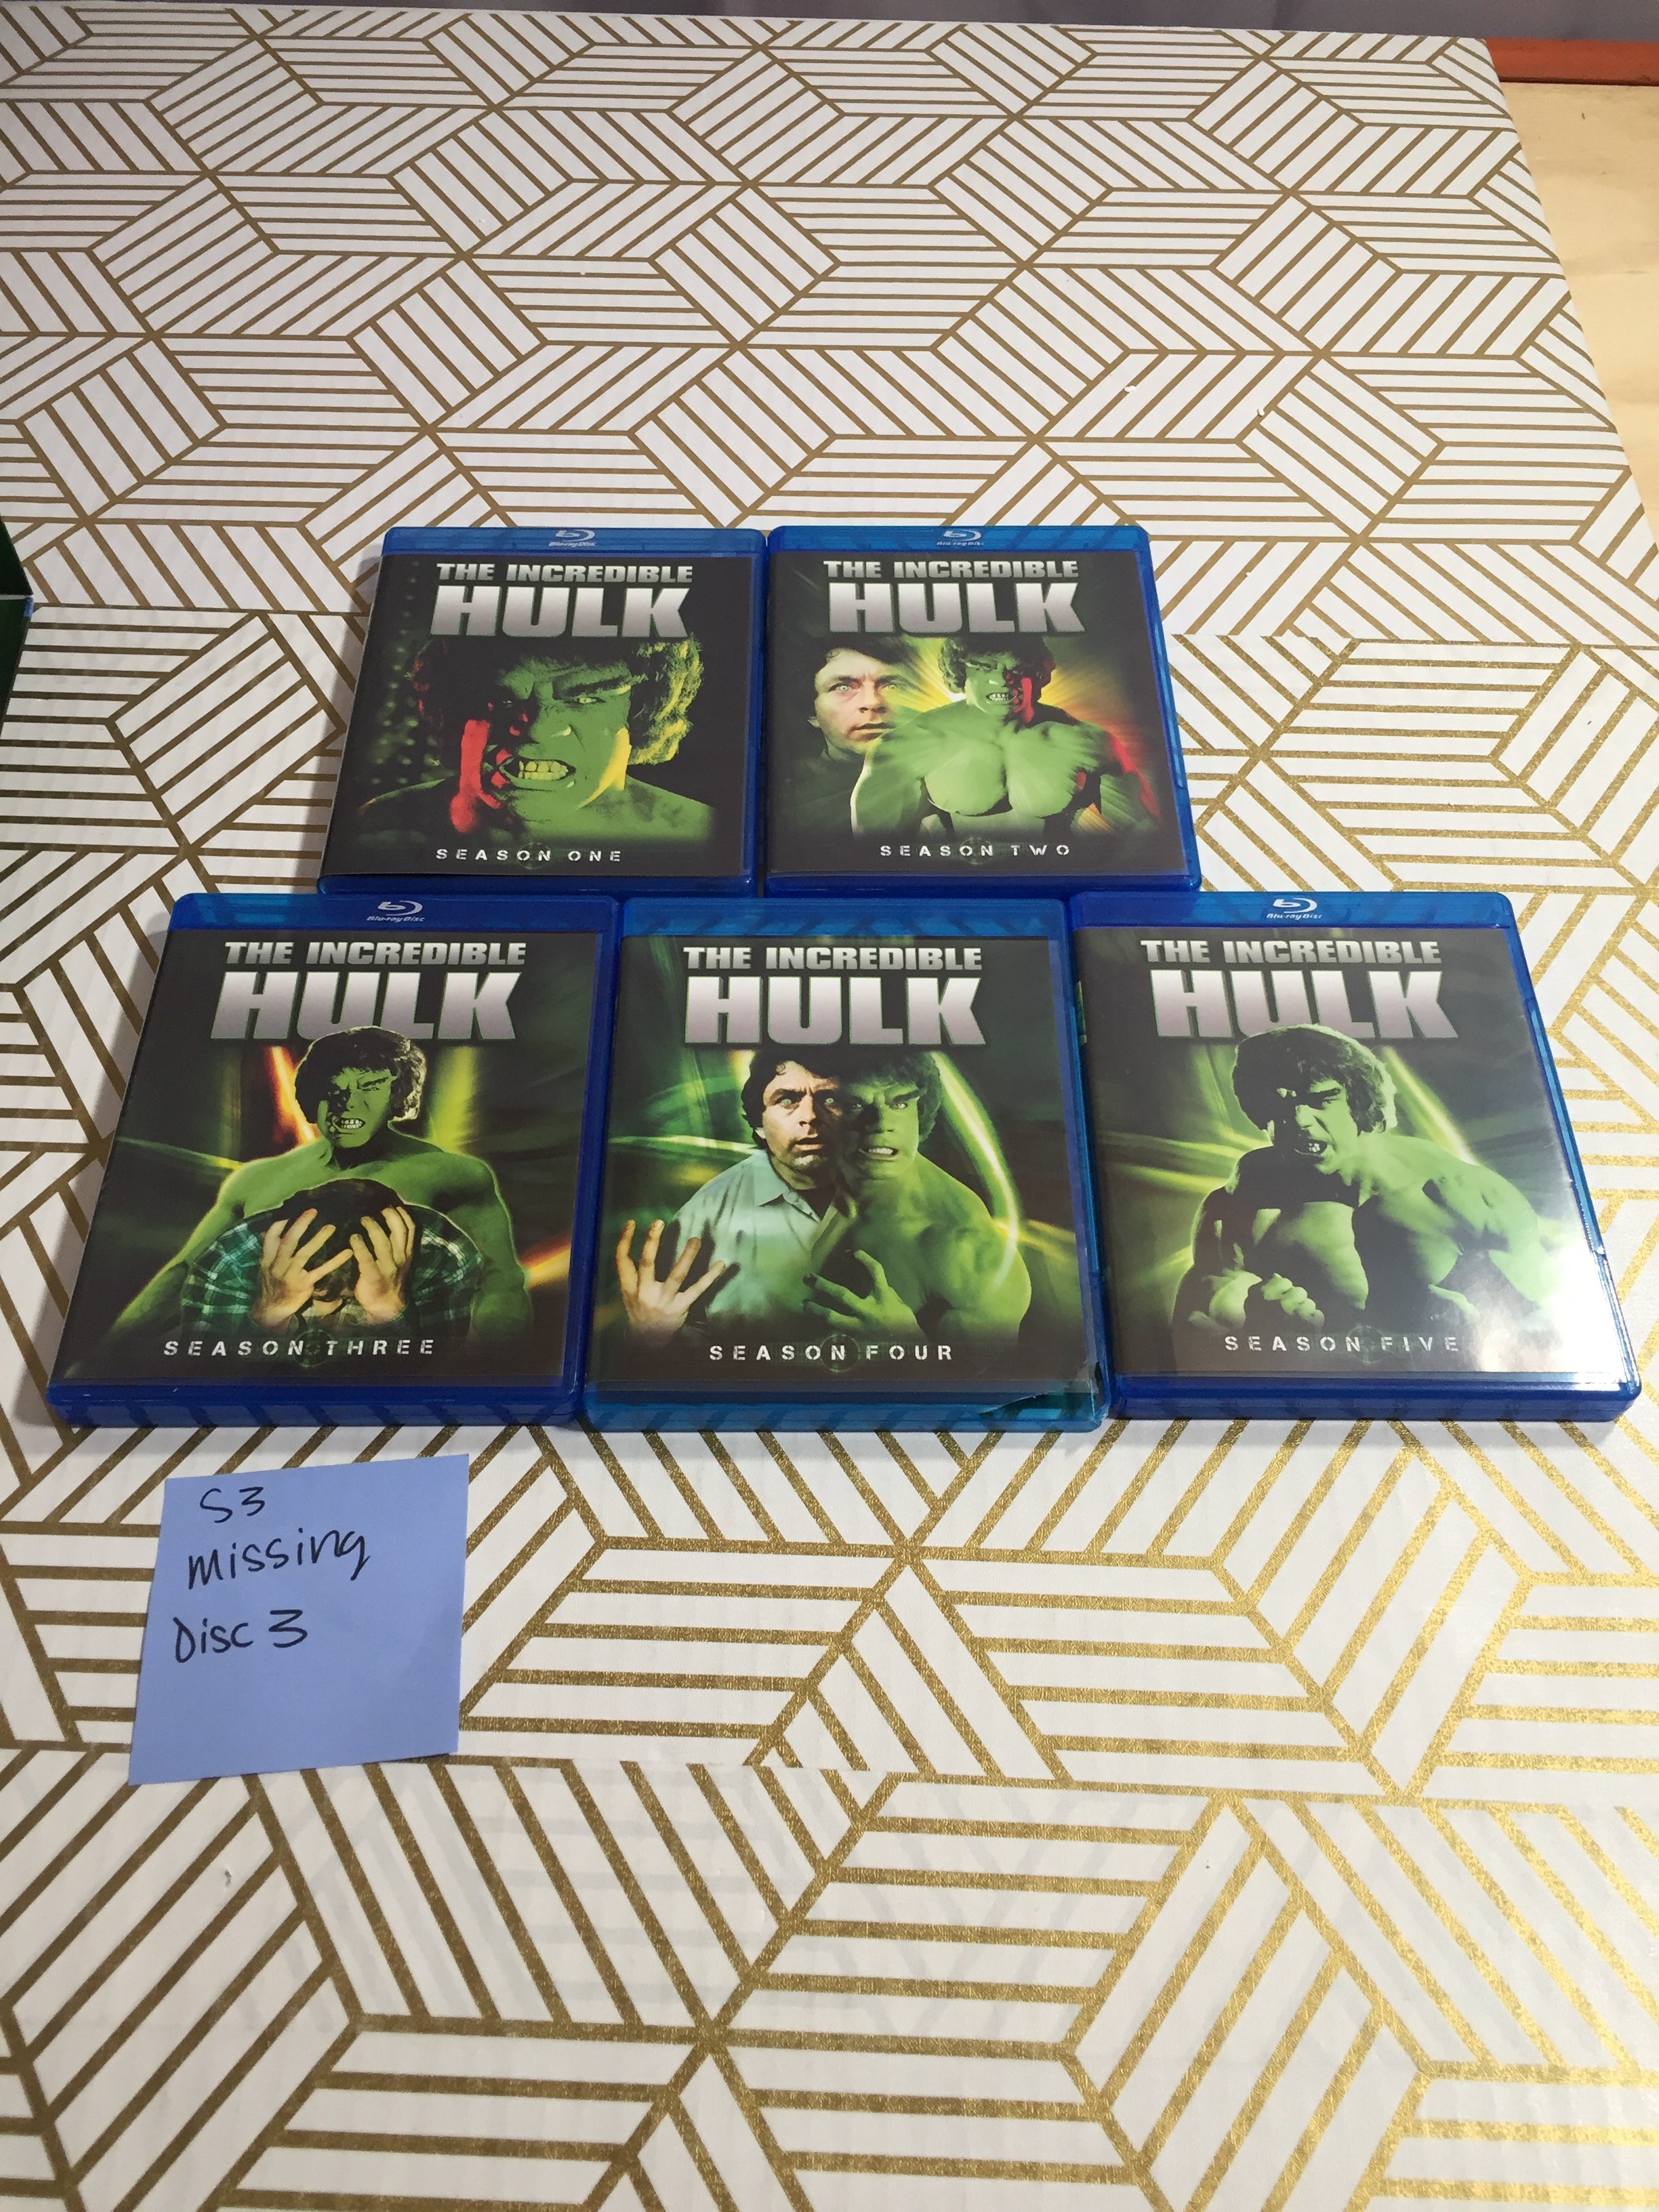 Blu-ray Disc
THE INCREDIBLE
HULK
SEASON ONE
Blu-ray Disc
THE INCREDIBLE
HULK
SEASON TWO
Blu-ray Disc
THE INCREDIBLE
HULK
SEASON THREE
THE INCREDIBLE
HULK
SEASON FOUR
Blu-ray Disc
THE INCREDIBLE
HULK
SEASON FIVE
S3
missing
Disc 3